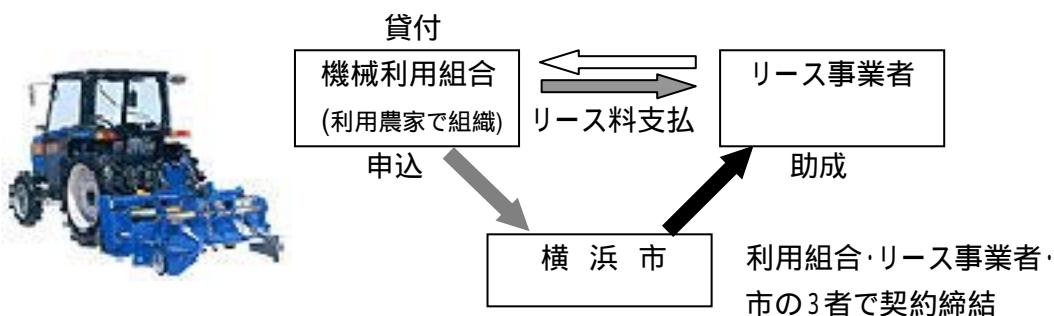 貸付
機械利用組合
(利用農家で組織)
リース事業者
リース料支払
申込
助成
横浜市
利用組合・リース事業者・
市の3者で契約締結